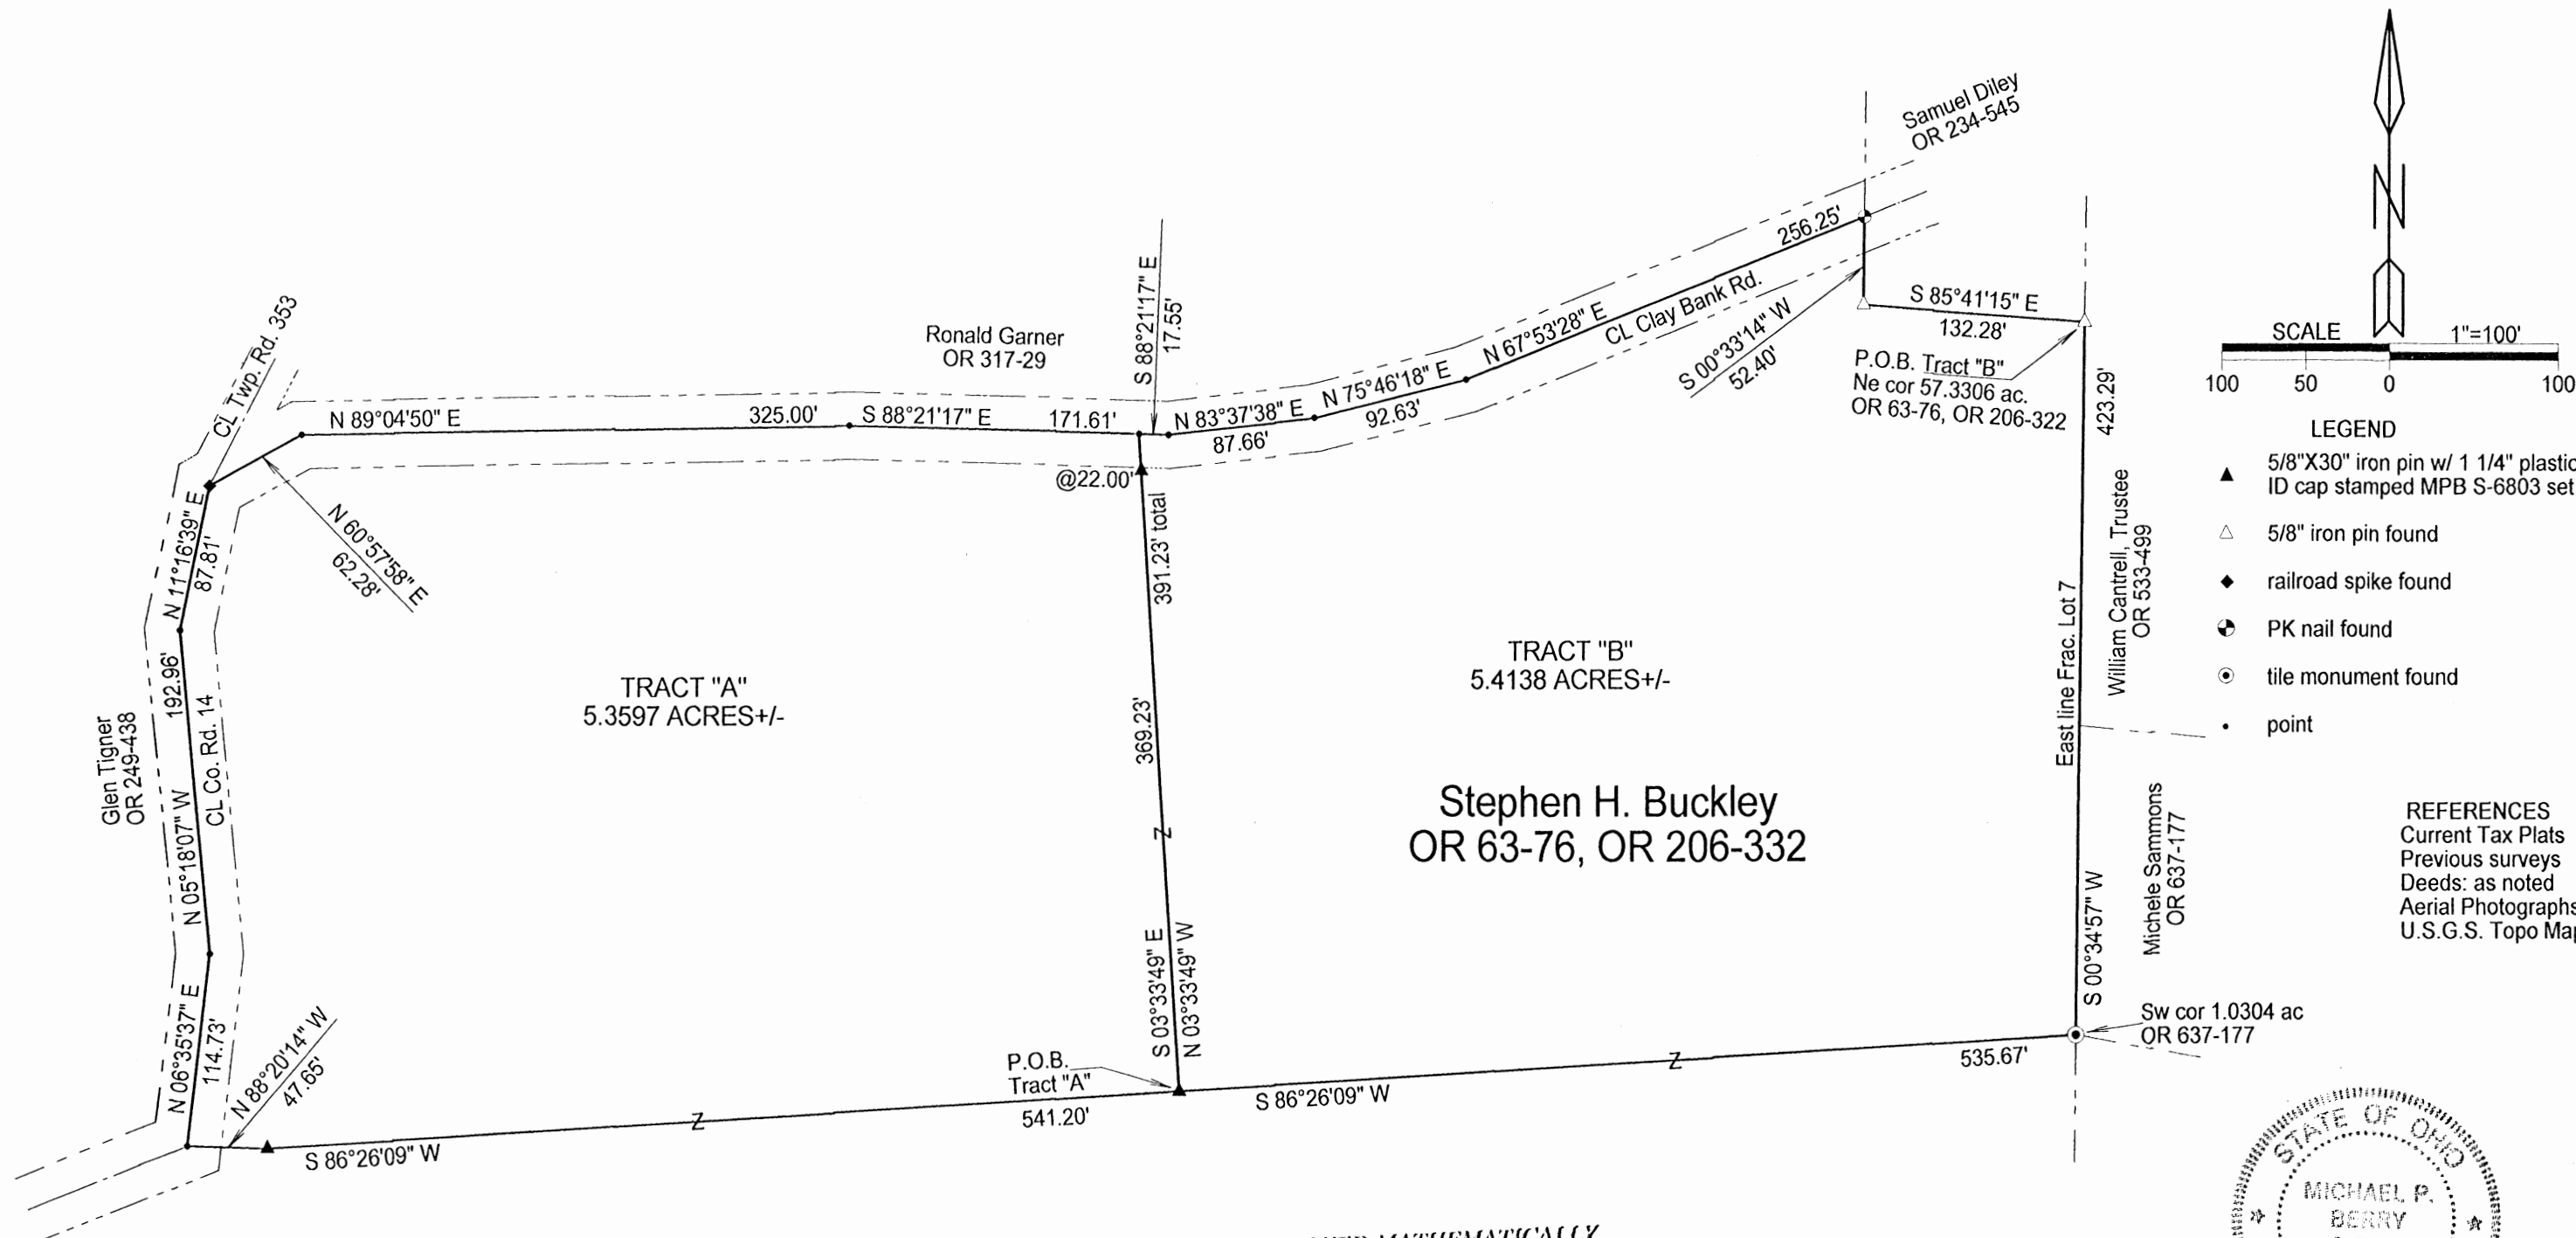 Samuel Diley
OR 234-545
N
SCALE 1"=100'
100 50 0 100
LEGEND
5/8"X30" iron pin w/ 1 1/4" plastic
ID cap stamped MPB S-6803 set
5/8" iron pin found
railroad spike found
PK nail found
tile monument found
point
REFERENCES
Current Tax Plats
Previous surveys
Deeds: as noted
Aerial Photographs
U.S.G.S. Topo Map
CL Twp. Rd. 353
Ronald Garner
OR 317-29
S 88°21'17" E
17.55'
N 89°04'50" E
325.00'
S 88°21'17" E
171.61'
N 83°37'38" E
87.66'
N 75°46'18" E
92.63'
N 67°53'28" E
256.25'
CL Clay Bank Rd.
S 00°33'14" W
52.40'
S 85°41'15" E
132.28'
P.O.B. Tract "B"
Ne cor 57.3306 ac.
OR 63-76, OR 206-322
423.29'
@22.00'
391.23' total
369.23'
S 03°33'49" E
N 03°33'49" W
N 60°57'58" E
62.28'
N 11°16'39" E
87.81'
192.96'
N 05°18'07" W
CL Co. Rd. 14
Glen Tigner
OR 249-438
N 06°35'37" E
114.73'
N 88°20'14" W
47.65'
TRACT "A"
5.3597 ACRES+/-
TRACT "B"
5.4138 ACRES+/-
Stephen H. Buckley
OR 63-76, OR 206-332
East line Frac. Lot 7
William Cantrell, Trustee
OR 533-499
Michele Sammons
OR 637-177
S 00°34'57" W
Sw cor 1.0304 ac
OR 637-177
P.O.B.
Tract "A"
S 86°26'09" W
541.20'
S 86°26'09" W
535.67'
Z
Z
Z
STATE OF OHIO
MICHAEL P.
BERRY
MATHEMATICALLY